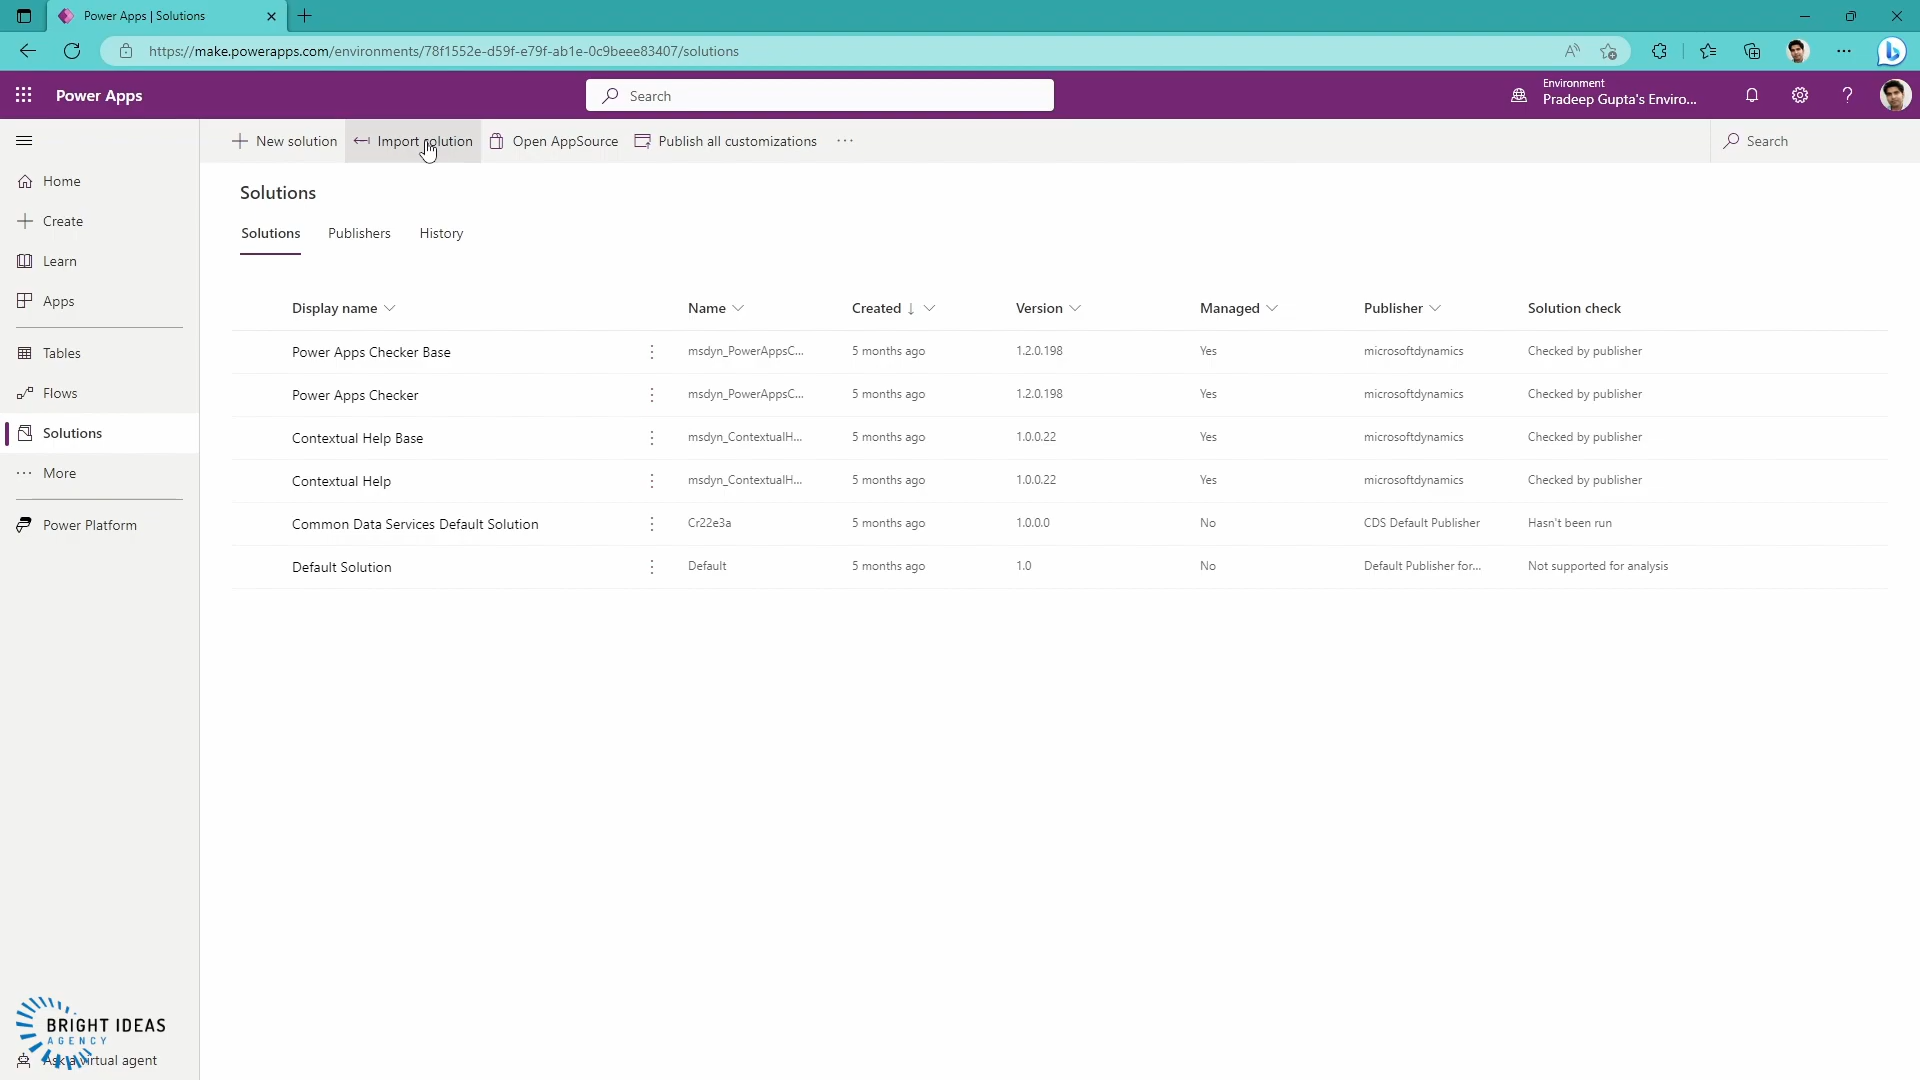 Power Apps | Solutions
https://make.powerapps.com/environments/78f1552e-d59f-e79f-ab1e-0c9beee83407/solutions
Power Apps
Search
Environment
Pradeep Gupta's Enviro...
New solution
Import solution
Open AppSource
Publish all customizations
Search
Home
Create
Learn
Apps
Tables
Flows
Solutions
More
Power Platform
Ask a virtual agent
BRIGHT IDEAS
AGENCY
Solutions
Solutions Publishers History
Display name Name Created Version Managed Publisher Solution check
Power Apps Checker Base msdyn_PowerAppsC... 5 months ago 1.2.0.198 Yes microsoftdynamics Checked by publisher
Power Apps Checker msdyn_PowerAppsC... 5 months ago 1.2.0.198 Yes microsoftdynamics Checked by publisher
Contextual Help Base msdyn_ContextualH... 5 months ago 1.0.0.22 Yes microsoftdynamics Checked by publisher
Contextual Help msdyn_ContextualH... 5 months ago 1.0.0.22 Yes microsoftdynamics Checked by publisher
Common Data Services Default Solution Cr22e3a 5 months ago 1.0.0.0 No CDS Default Publisher Hasn't been run
Default Solution Default 5 months ago 1.0 No Default Publisher for... Not supported for analysis